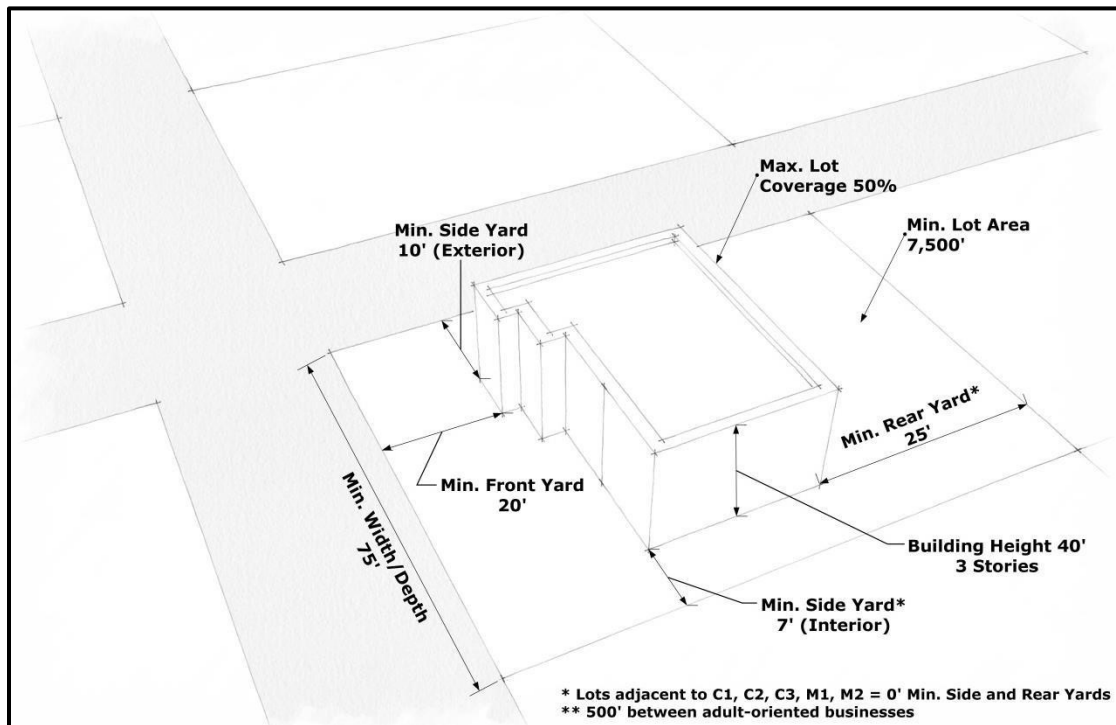 Max. Lot
Coverage 50%
Min. Side Yard
10' (Exterior)
Min. Lot Area
7,500'
Min. Rear Yard*
25'
Min. Front Yard
20'
Min. Width/Depth
75'
Building Height 40'
3 Stories
Min. Side Yard*
7' (Interior)
* Lots adjacent to C1, C2, C3, M1, M2 = 0' Min. Side and Rear Yards
** 500' between adult-oriented businesses